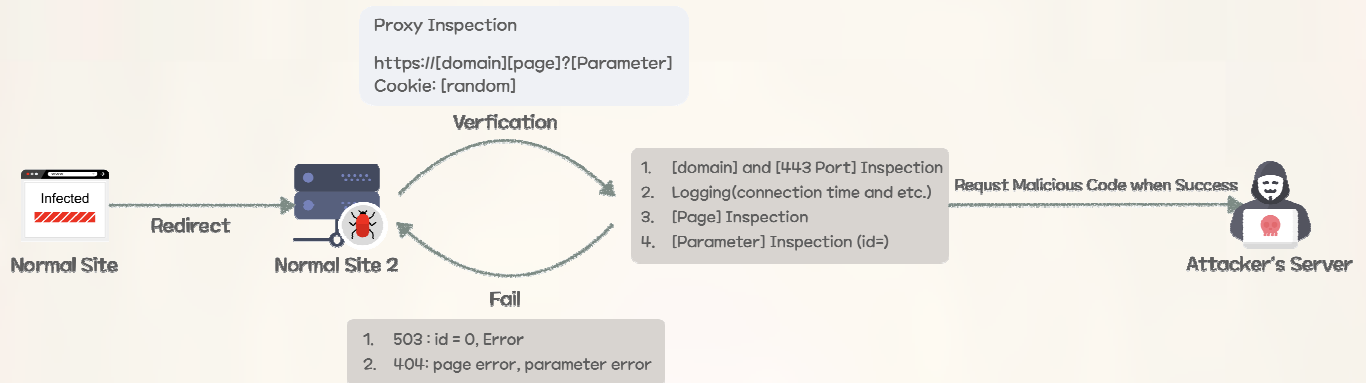 Proxy Inspection
https://[domain][page]?[Parameter]
Cookie: [random]
Verfication
Infected
Redirect
Normal Site
Normal Site 2
1. [domain] and [443 Port] Inspection
2. Logging(connection time and etc.)
3. [Page] Inspection
4. [Parameter] Inspection (id=)
Requst Malicious Code when Success
Attacker's Server
Fail
1. 503 : id = 0, Error
2. 404: page error, parameter error